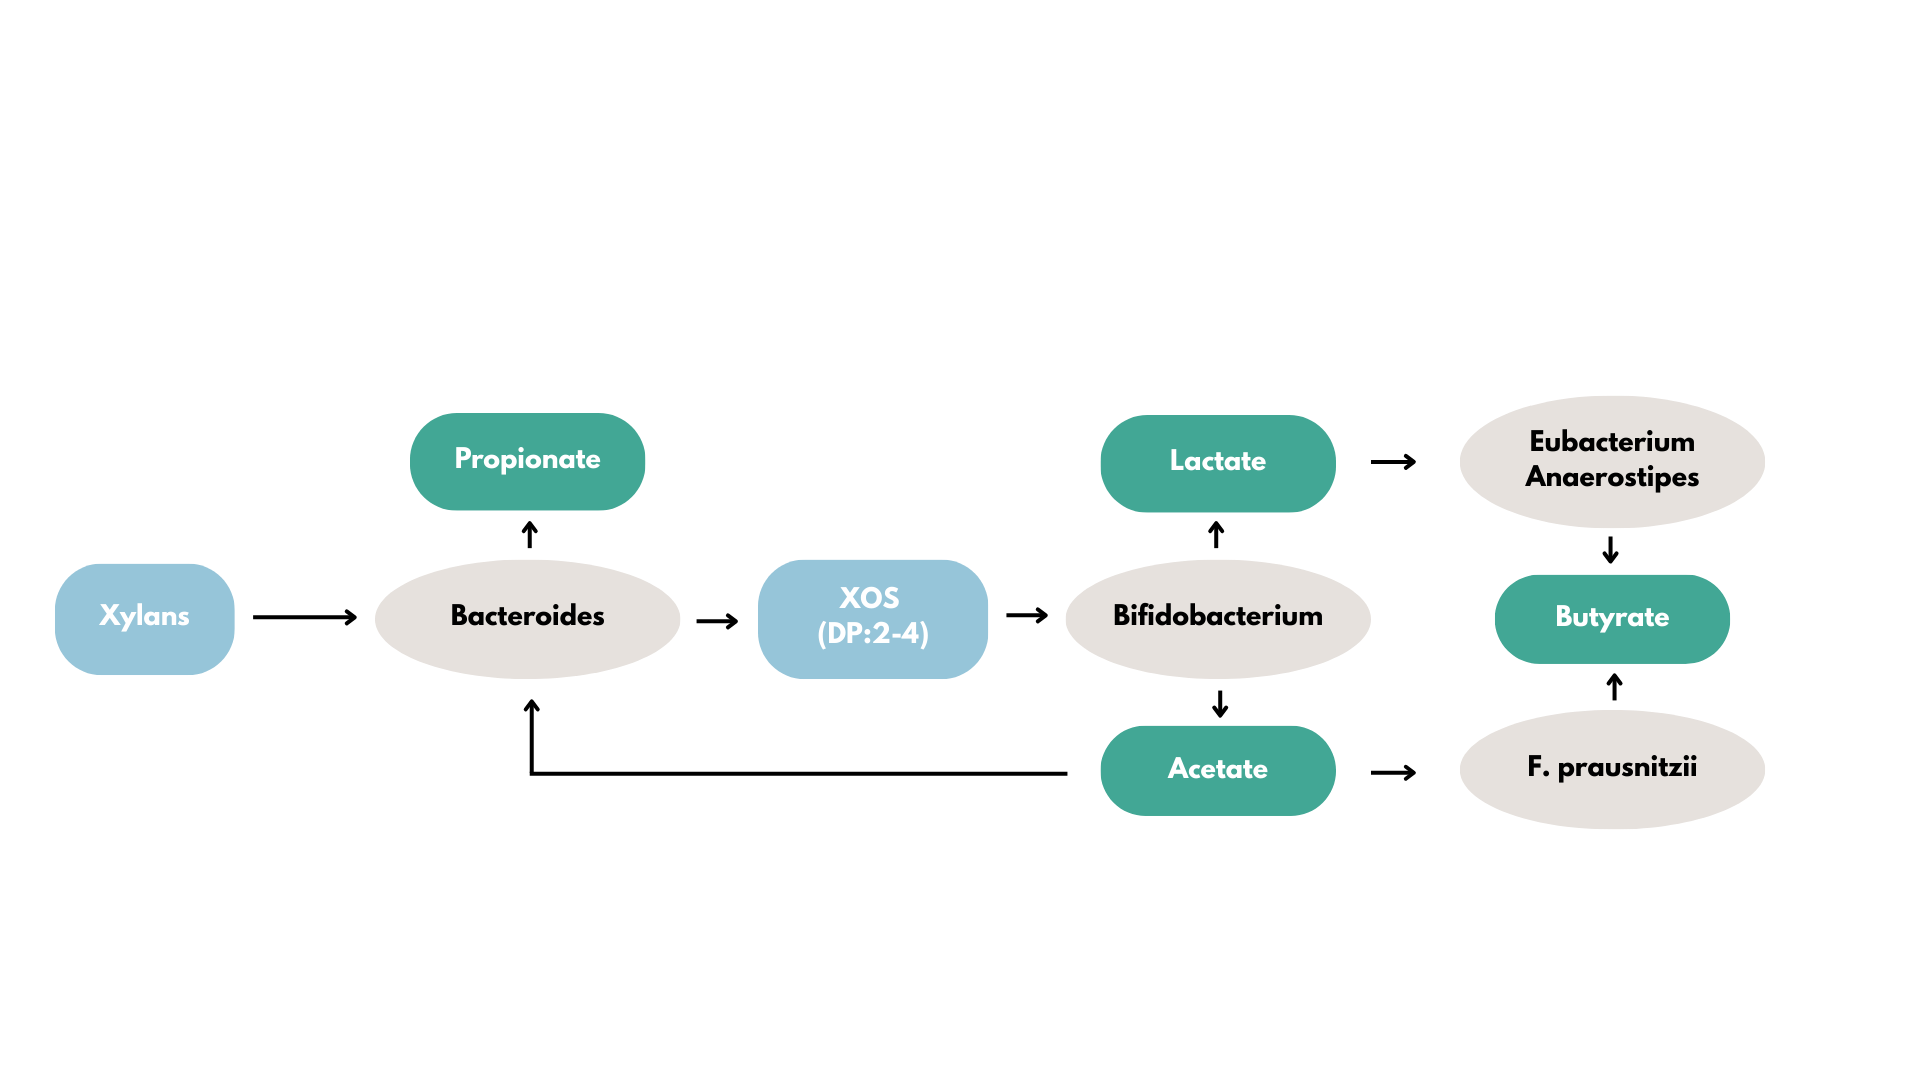 Propionate
Lactate
Eubacterium
Anaerostipes
Xylans
Bacteroides
XOS
(DP:2-4)
Bifidobacterium
Butyrate
Acetate
F. prausnitzii